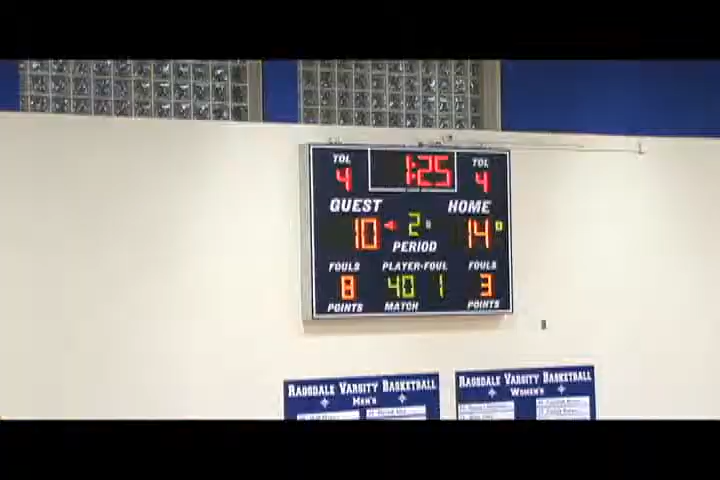 TOL 1:25 TOL
4 4
GUEST HOME
10 2 14
PERIOD
FOULS PLAYER-FOUL FOULS
8 40 1 3
POINTS MATCH POINTS
RAGSDALE VARSITY BASKETBALL
MEN'S
RAGSDALE VARSITY BASKETBALL
WOMEN'S